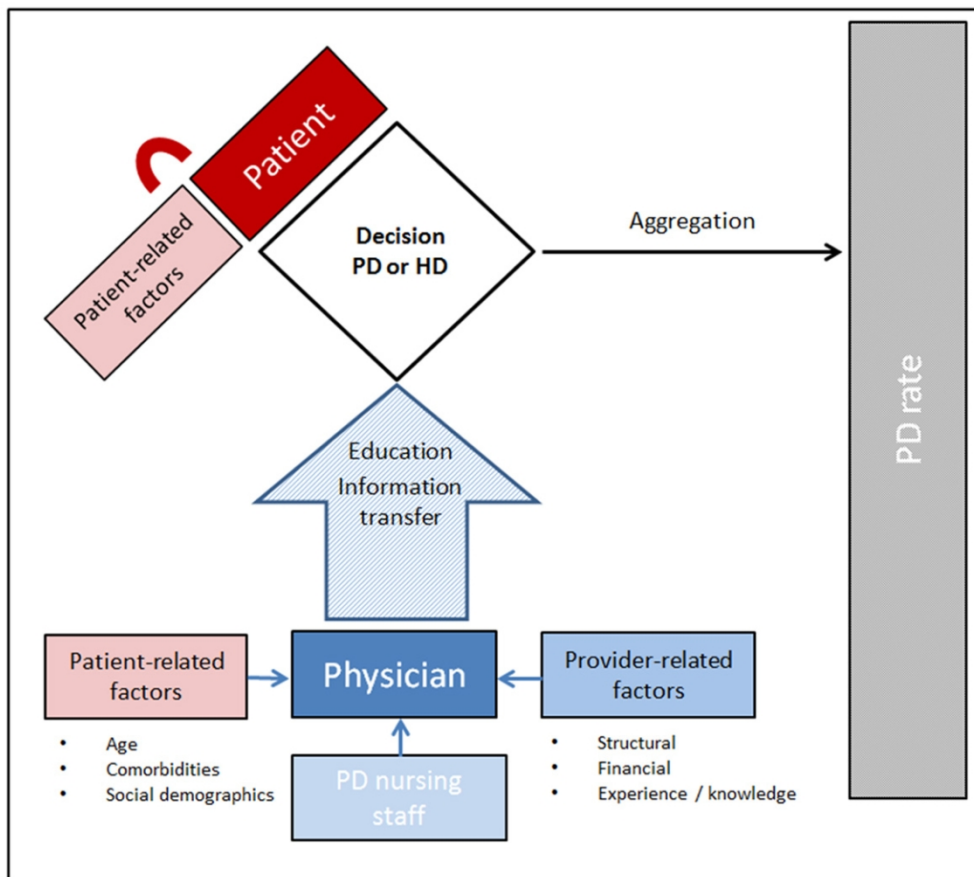 Patient
Patient-related
factors
Decision
PD or HD
Aggregation
PD rate
Education
Information
transfer
Patient-related
factors
• Age
• Comorbidities
• Social demographics
Physician
PD nursing
staff
Provider-related
factors
• Structural
• Financial
• Experience / knowledge